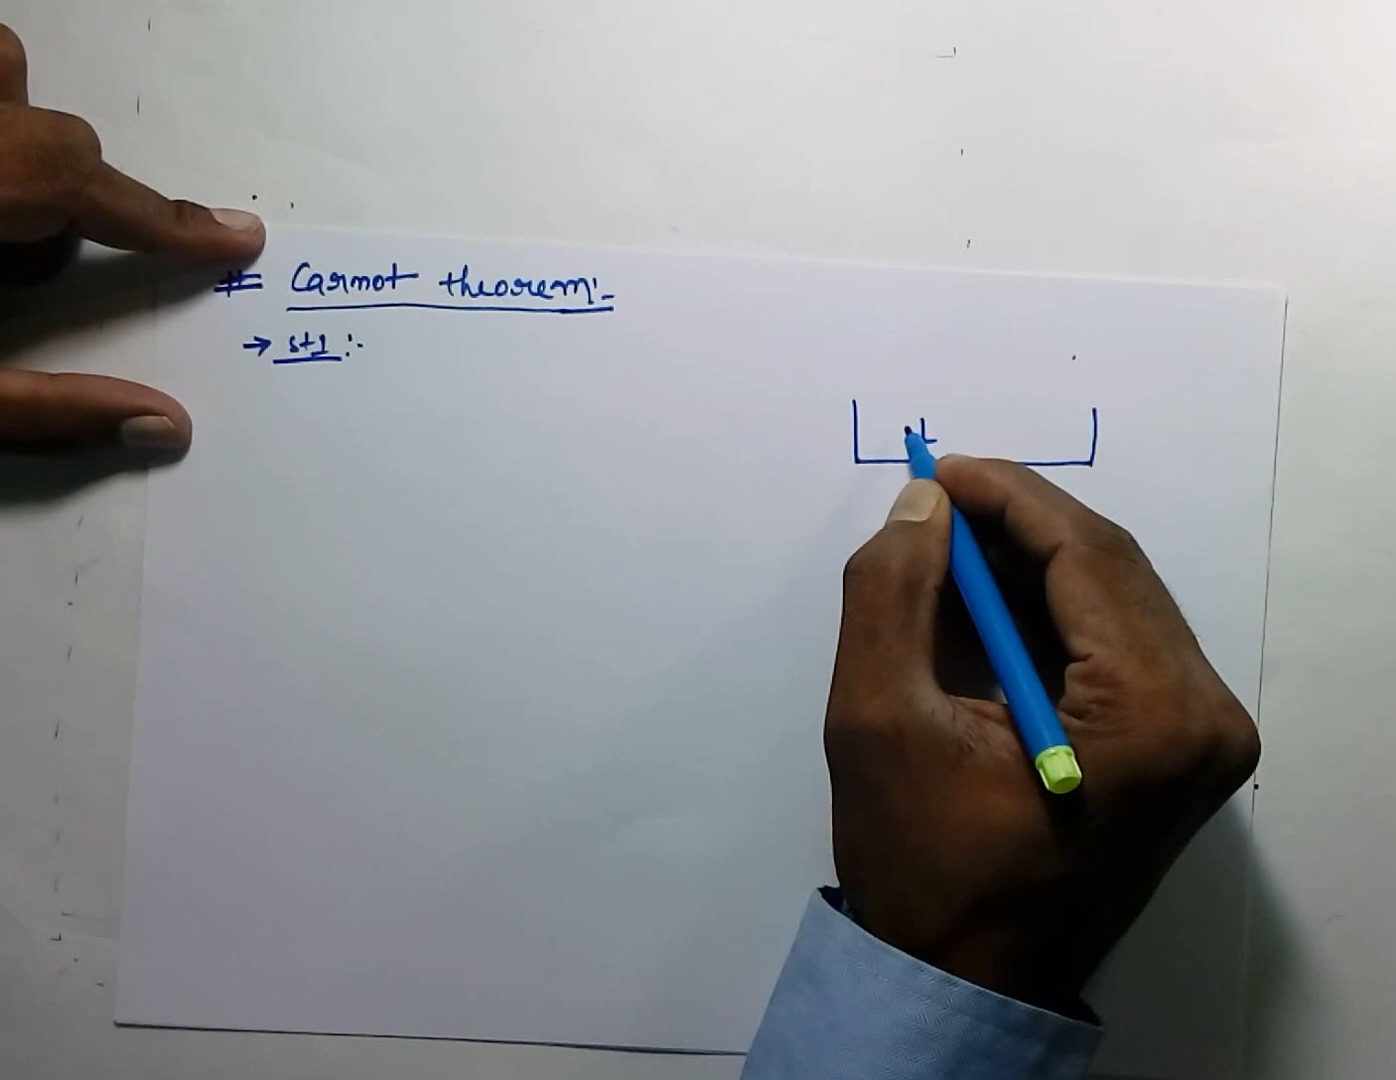 # Carnot theorem:-
→ st1:-
L